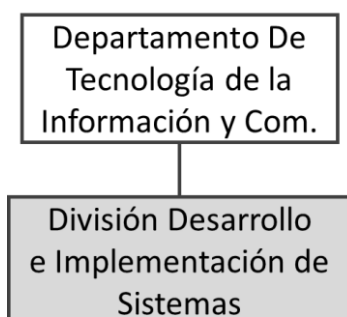 Departamento De
Tecnología de la
Información y Com.
División Desarrollo
e Implementación de
Sistemas